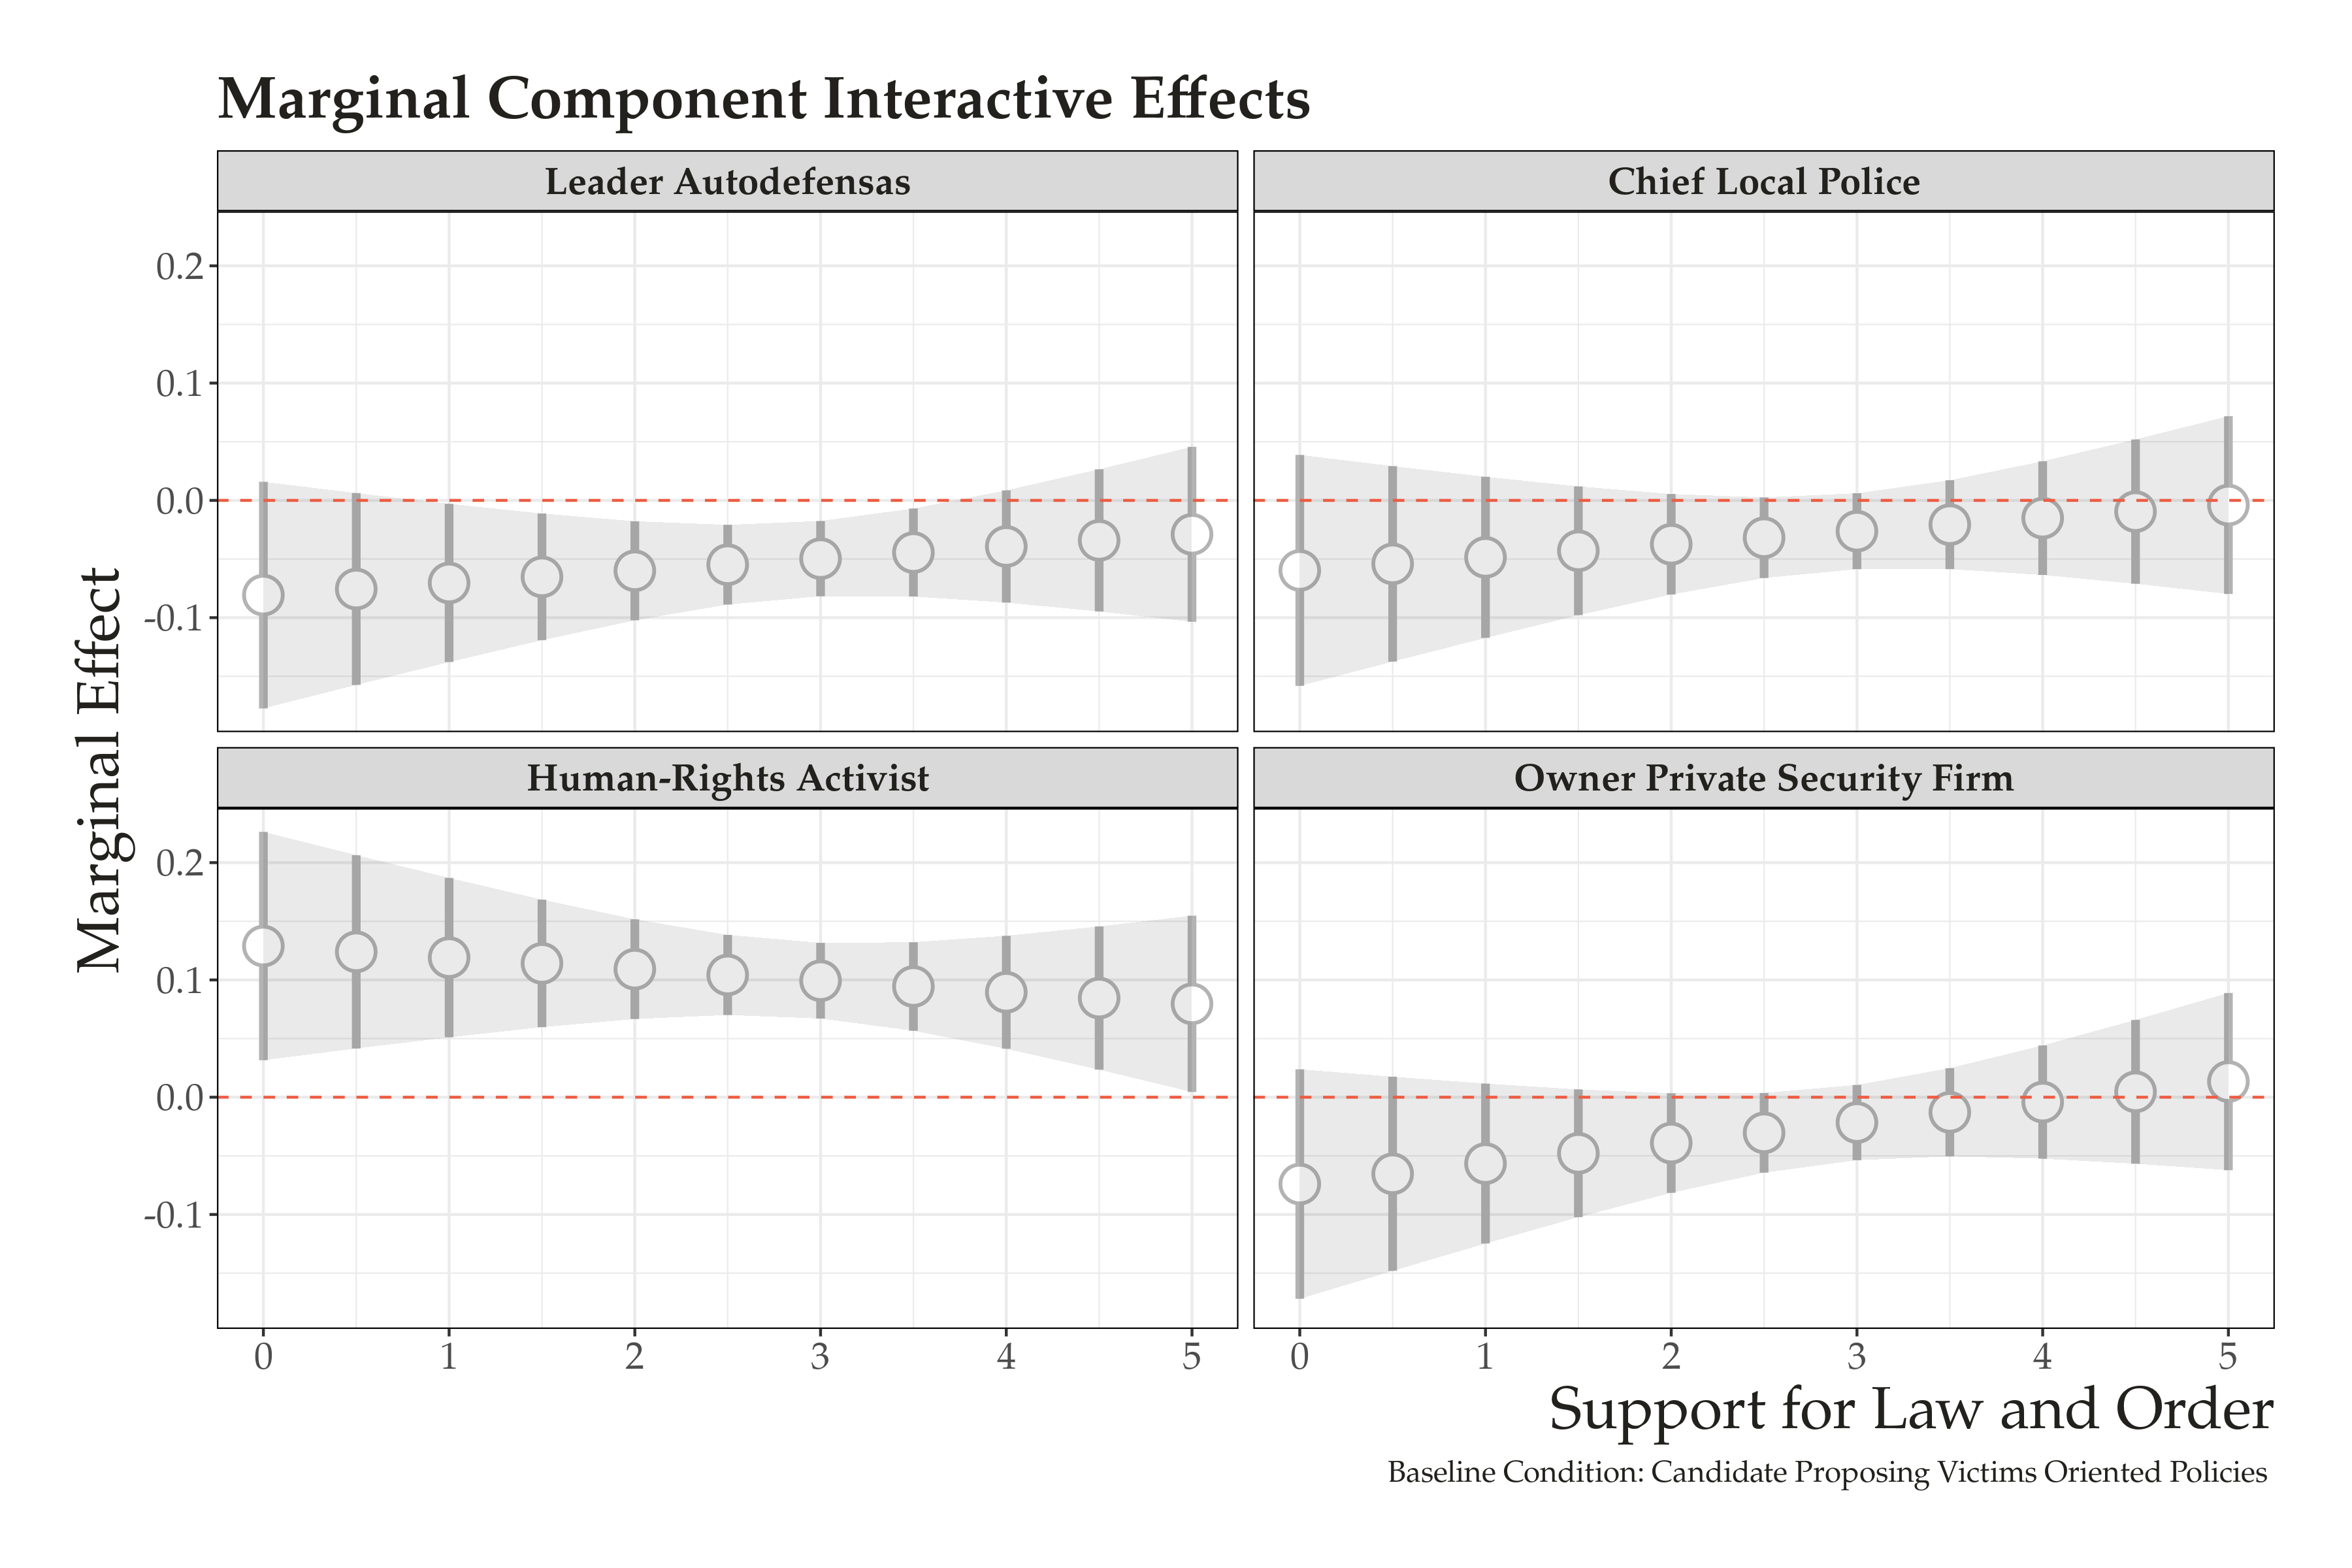 Marginal Component Interactive Effects
Leader Autodefensas
Chief Local Police
0.2
0.1
0.0
-0.1
Marginal Effect
Human-Rights Activist
Owner Private Security Firm
0.2
0.1
0.0
-0.1
0 1 2 3 4 5
0 1 2 3 4 5
Support for Law and Order
Baseline Condition: Candidate Proposing Victims Oriented Policies